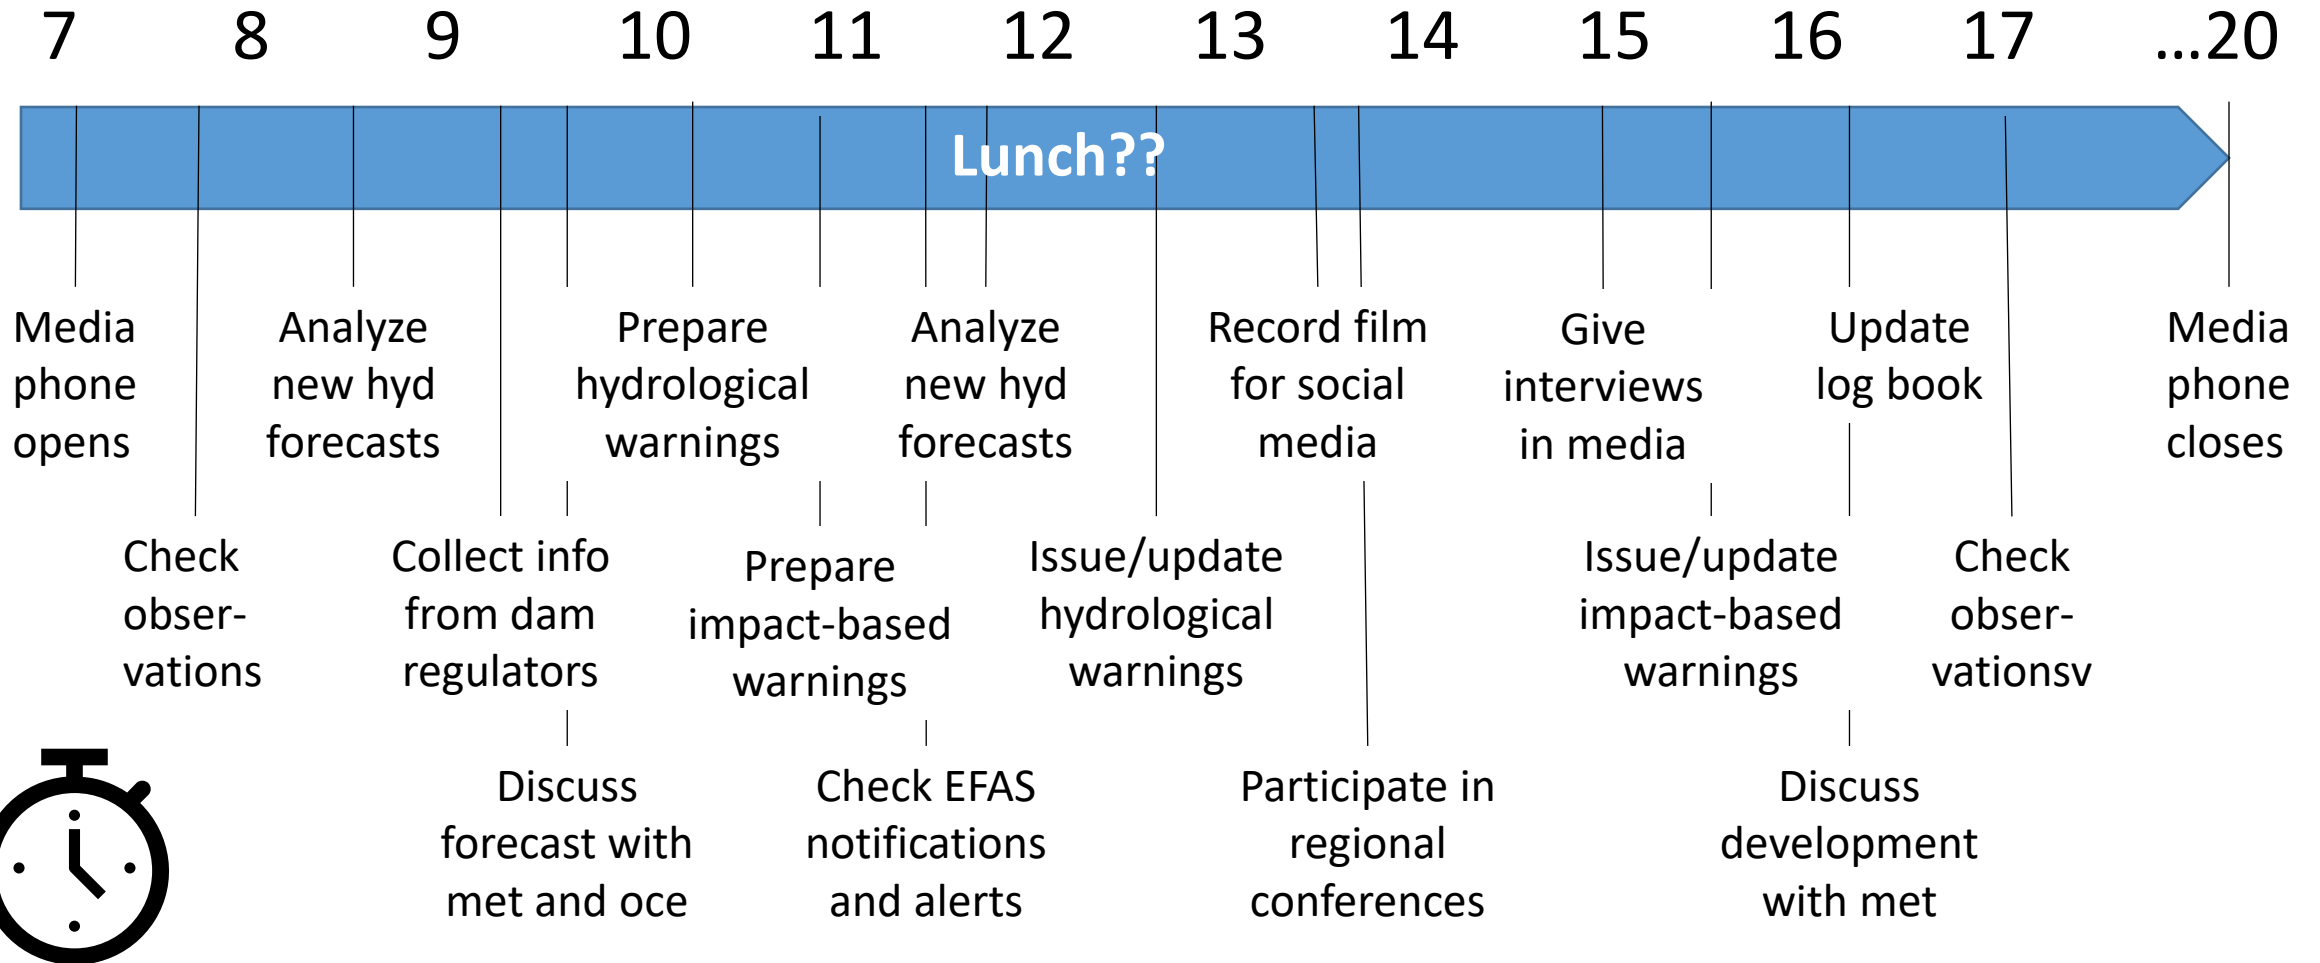 7 8 9 10 11 12 13 14 15 16 17 ...20
Lunch??
Media
phone
opens
Analyze
new hyd
forecasts
Prepare
hydrological
warnings
Analyze
new hyd
forecasts
Record film
for social
media
Give
interviews
in media
Update
log book
Media
phone
closes
Check
obser-
vations
Collect info
from dam
regulators
Prepare
impact-based
warnings
Issue/update
hydrological
warnings
Issue/update
impact-based
warnings
Check
obser-
vationsv
Discuss
forecast with
met and oce
Check EFAS
notifications
and alerts
Participate in
regional
conferences
Discuss
development
with met